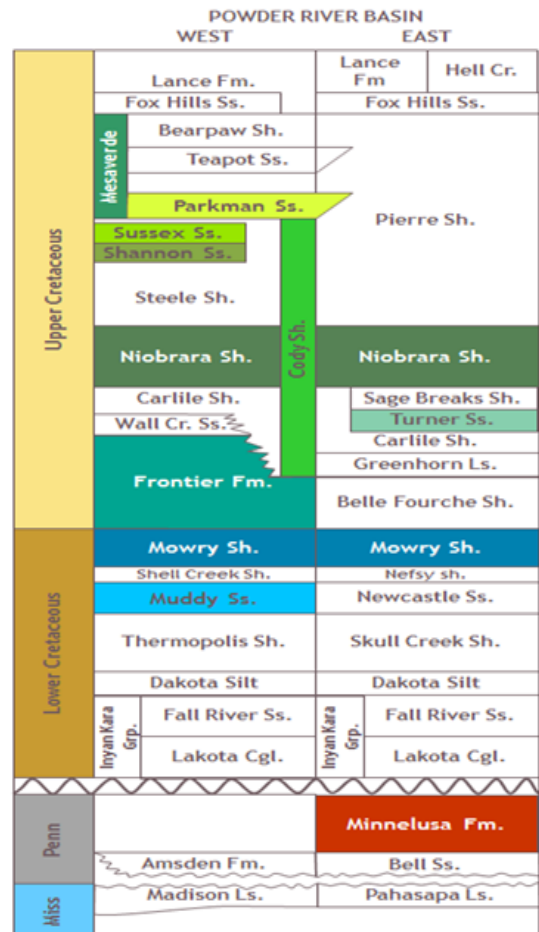 POWDER RIVER BASIN
WEST EAST
Upper Cretaceous
Lance Fm.
Lance
Fm
Hell Cr.
Fox Hills Ss.
Fox Hills Ss.
Mesaverde
Bearpaw Sh.
Teapot Ss.
Parkman Ss.
Pierre Sh.
Sussex Ss.
Shannon Ss.
Steele Sh.
Cody Sh.
Niobrara Sh.
Niobrara Sh.
Carlile Sh.
Sage Breaks Sh.
Wall Cr. Ss.
Turner Ss.
Carlile Sh.
Greenhorn Ls.
Frontier Fm.
Belle Fourche Sh.
Lower Cretaceous
Mowry Sh.
Mowry Sh.
Shell Creek Sh.
Nefsy sh.
Muddy Ss.
Newcastle Ss.
Thermopolis Sh.
Skull Creek Sh.
Dakota Silt
Dakota Silt
Inyan Kara
Grp.
Fall River Ss.
Lakota Cgl.
Inyan Kara
Grp.
Fall River Ss.
Lakota Cgl.
Penn
Minnelusa Fm.
Amsden Fm.
Bell Ss.
Miss
Madison Ls.
Pahasapa Ls.